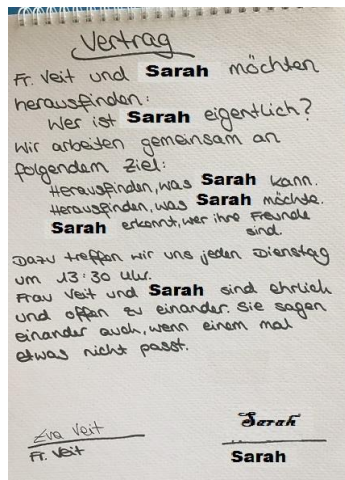 Vertrag
Fr. Veit und Sarah möchten
herausfinden:
Wer ist Sarah eigentlich?
Wir arbeiten gemeinsam an
folgendem Ziel:
Herausfinden, was Sarah kann.
Herausfinden, was Sarah möchte.
Sarah erkennt, wer ihre Freunde
sind.
Dazu treffen wir uns jeden Dienstag
um 13:30 Uhr.
Frau Veit und Sarah sind ehrlich
und offen zu einander. Sie sagen
einander auch, wenn einem mal
etwas nicht passt.
Eva Veit Sarah
Fr. Veit Sarah